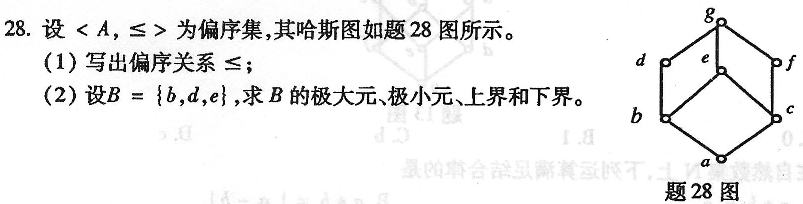 28. 设 < A, ≤ > 为偏序集,其哈斯图如题 28 图所示。
(1) 写出偏序关系 ≤;
(2) 设B = {b,d,e},求 B 的极大元、极小元、上界和下界。
g
d
e
f
b
c
a
题 28 图